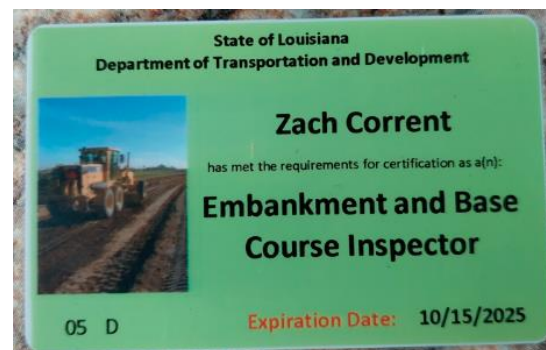 State of Louisiana
Department of Transportation and Development
Zach Corrent
has met the requirements for certification as a(n):
Embankment and Base
Course Inspector
05 D
Expiration Date: 10/15/2025